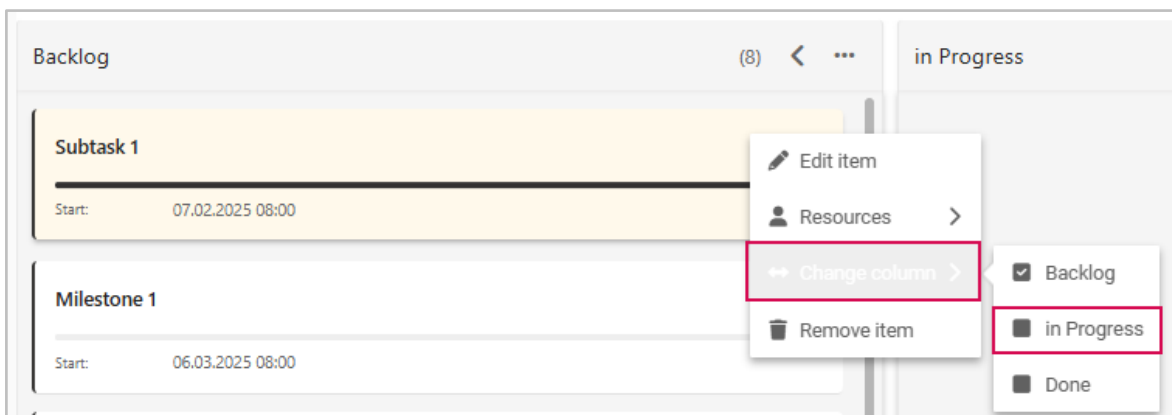 Backlog (8)
in Progress
Subtask 1
Start: 07.02.2025 08:00
Milestone 1
Start: 06.03.2025 08:00
Edit item
Resources
Change column
Remove item
Backlog
in Progress
Done